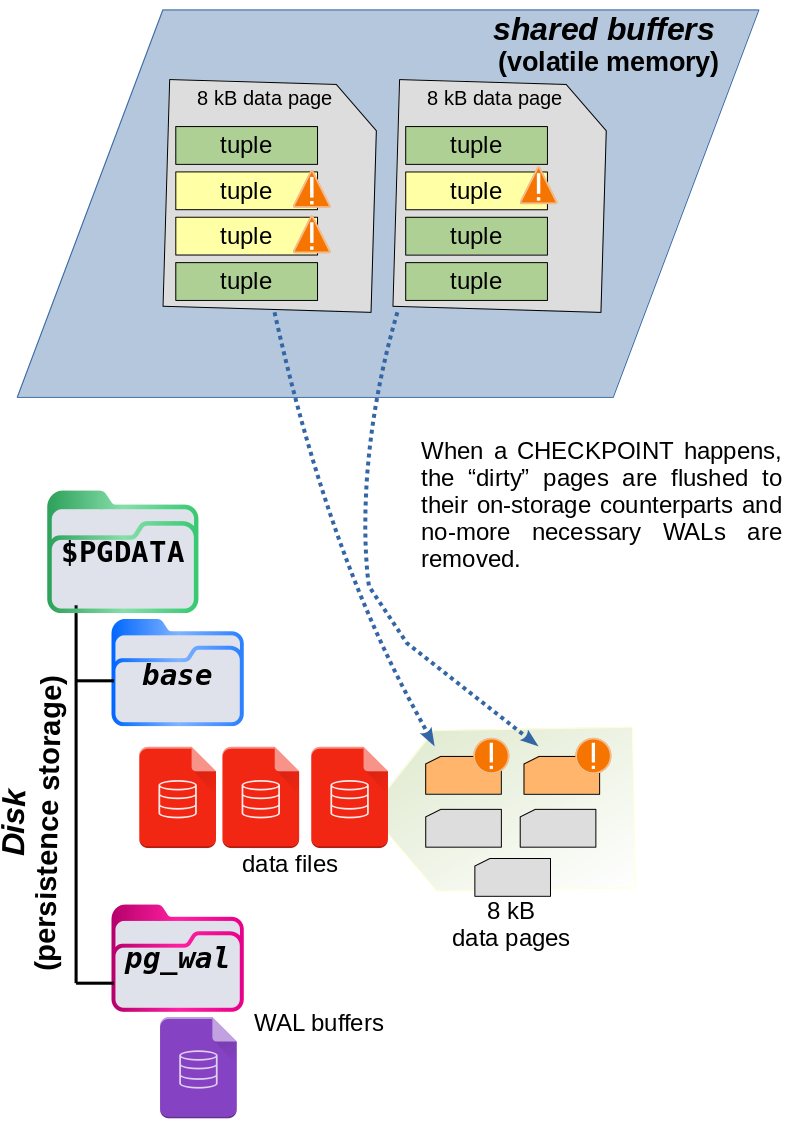 shared buffers
(volatile memory)
8 kB data page
8 kB data page
tuple
tuple
tuple
tuple
tuple
tuple
tuple
tuple
When a CHECKPOINT happens,
the “dirty” pages are flushed to
their on-storage counterparts and
no-more necessary WALs are
removed.
$PGDATA
base
Disk
(persistence storage)
data files
8 kB
data pages
pg_wal
WAL buffers